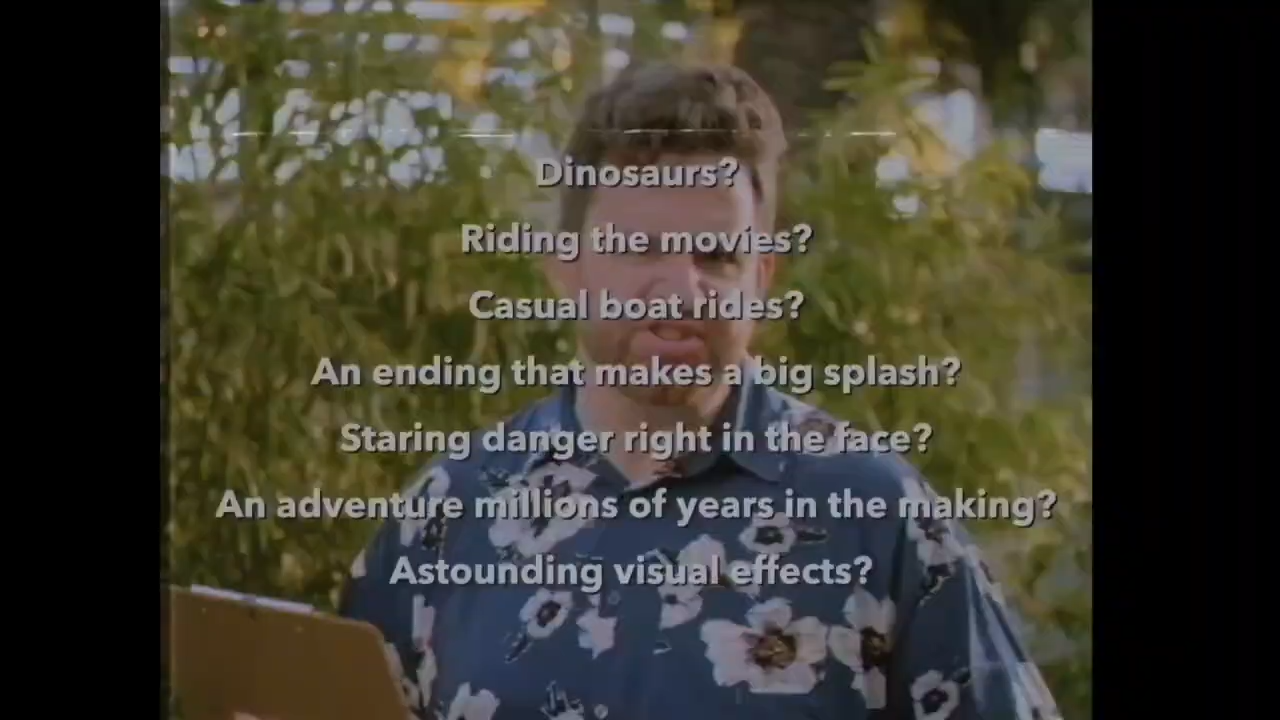 Dinosaurs?
Riding the movies?
Casual boat rides?
An ending that makes a big splash?
Staring danger right in the face?
An adventure millions of years in the making?
Astounding visual effects?